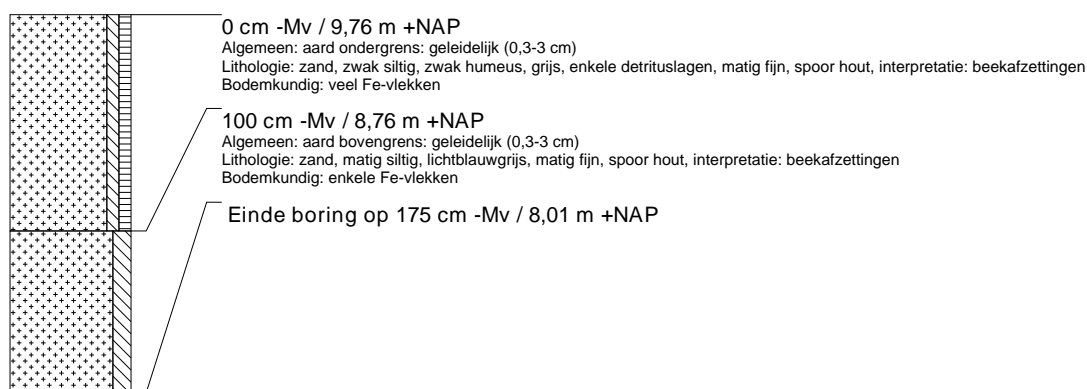 0 cm -Mv / 9,76 m +NAP
Algemeen: aard ondergrens: geleidelijk (0,3-3 cm)
Lithologie: zand, zwak siltig, zwak humeus, grijs, enkele detrituslagen, matig fijn, spoor hout, interpretatie: beekafzettingen
Bodemkundig: veel Fe-vlekken
100 cm -Mv / 8,76 m +NAP
Algemeen: aard bovengrens: geleidelijk (0,3-3 cm)
Lithologie: zand, matig siltig, lichtblauwgrijs, matig fijn, spoor hout, interpretatie: beekafzettingen
Bodemkundig: enkele Fe-vlekken
Einde boring op 175 cm -Mv / 8,01 m +NAP